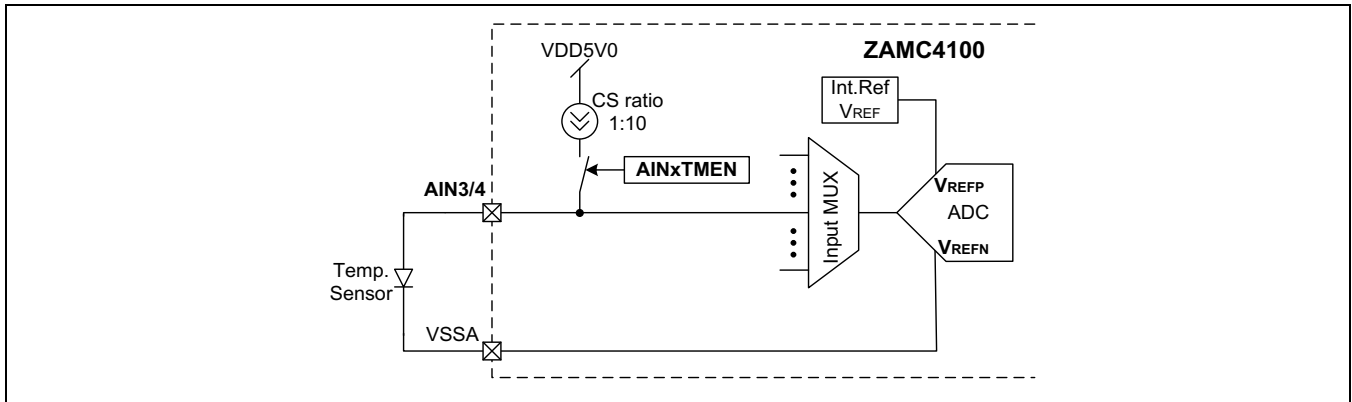 ZAMC4100
VDD5V0
Int.Ref
VREF
CS ratio
1:10
AINxTMEN
AIN3/4
Input MUX
VREFP
ADC
VREFN
Temp.
Sensor
VSSA